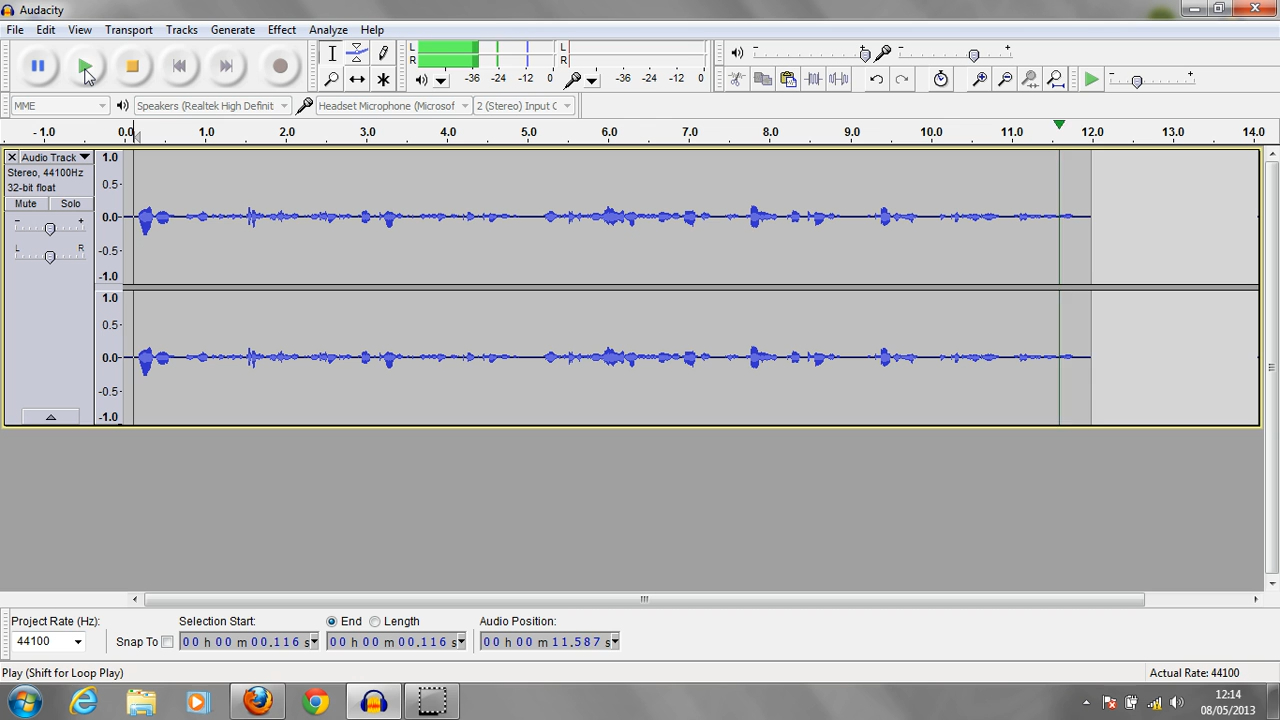 Audacity
File Edit View Transport Tracks Generate Effect Analyze Help
L R -36 -24 -12 0 L R -36 -24 -12 0
MME Speakers (Realtek High Definit Headset Microphone (Microsof 2 (Stereo) Input C
- 1.0 0.0 1.0 2.0 3.0 4.0 5.0 6.0 7.0 8.0 9.0 10.0 11.0 12.0 13.0 14.0
Audio Track
Stereo, 44100Hz
32-bit float
Mute Solo
- +
L R
1.0
0.5-
0.0-
-0.5-
-1.0
1.0
0.5-
0.0-
-0.5-
-1.0
Project Rate (Hz): Selection Start: End Length Audio Position:
44100 Snap To 00 h 00 m 00.116 s 00 h 00 m 00.116 s 00 h 00 m 11.587 s
Play (Shift for Loop Play) Actual Rate: 44100
12:14
08/05/2013